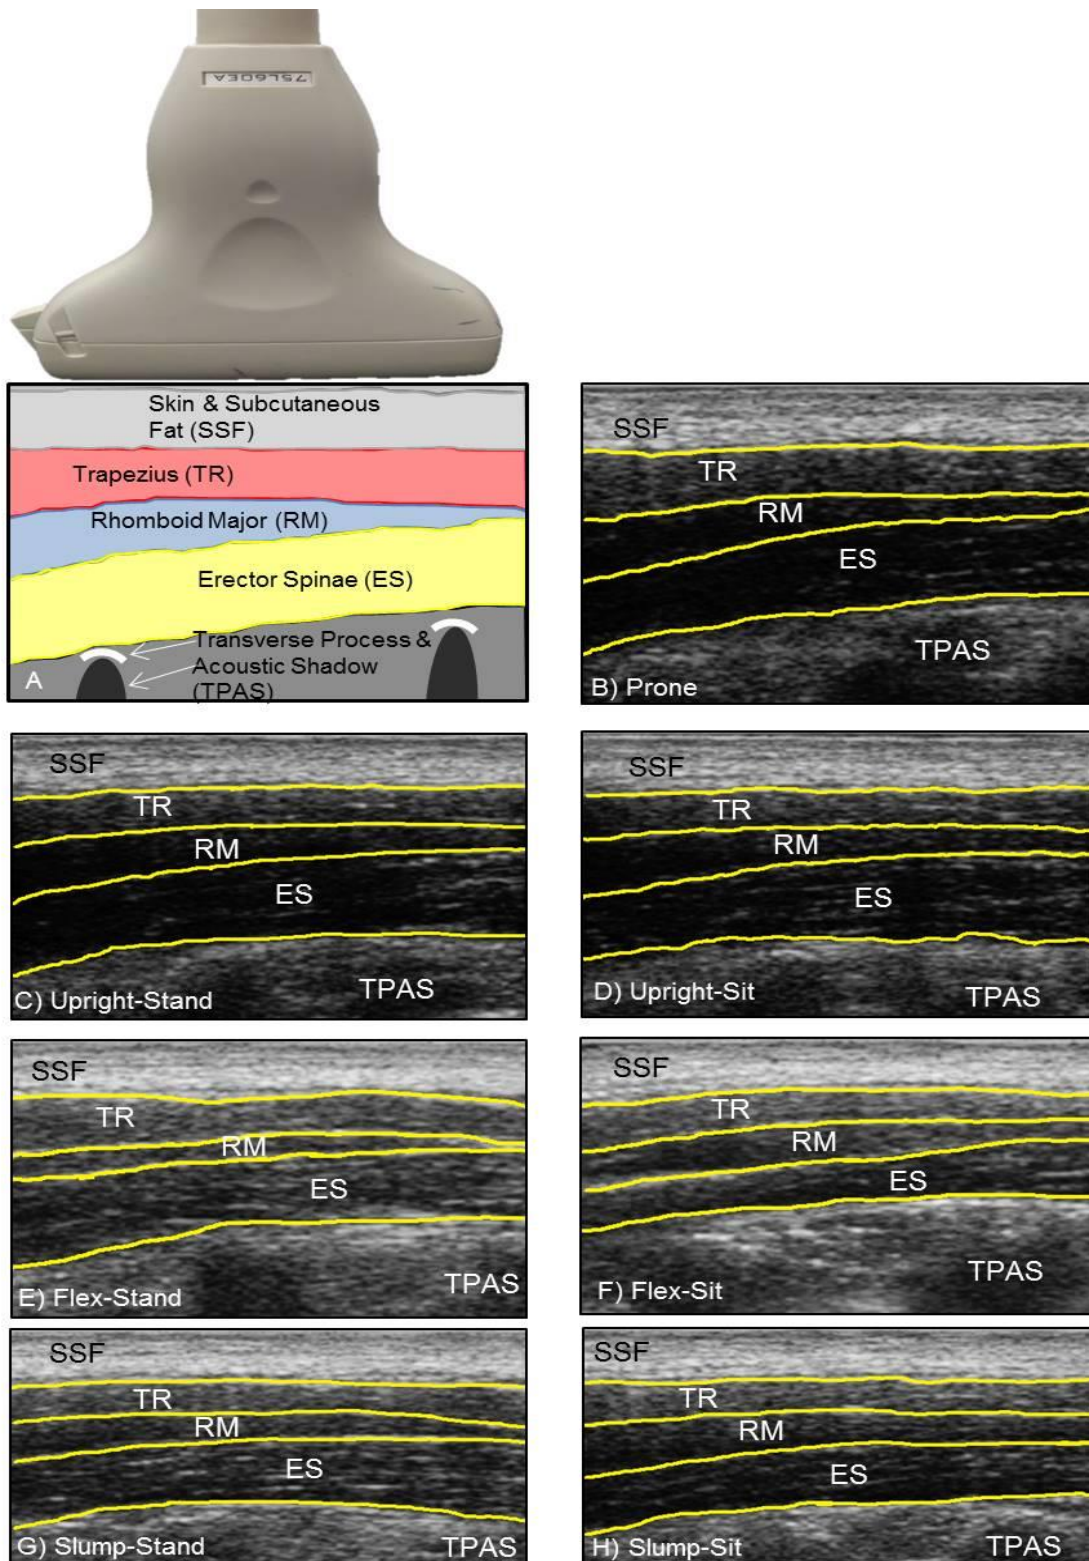 75L60EA
Skin & Subcutaneous
Fat (SSF)
Trapezius (TR)
Rhomboid Major (RM)
Erector Spinae (ES)
Transverse Process &
Acoustic Shadow
(TPAS)
A
SSF
TR
RM
ES
TPAS
B) Prone
SSF
TR
RM
ES
TPAS
C) Upright-Stand
SSF
TR
RM
ES
TPAS
D) Upright-Sit
SSF
TR
RM
ES
TPAS
E) Flex-Stand
SSF
TR
RM
ES
TPAS
F) Flex-Sit
SSF
TR
RM
ES
TPAS
G) Slump-Stand
SSF
TR
RM
ES
TPAS
H) Slump-Sit